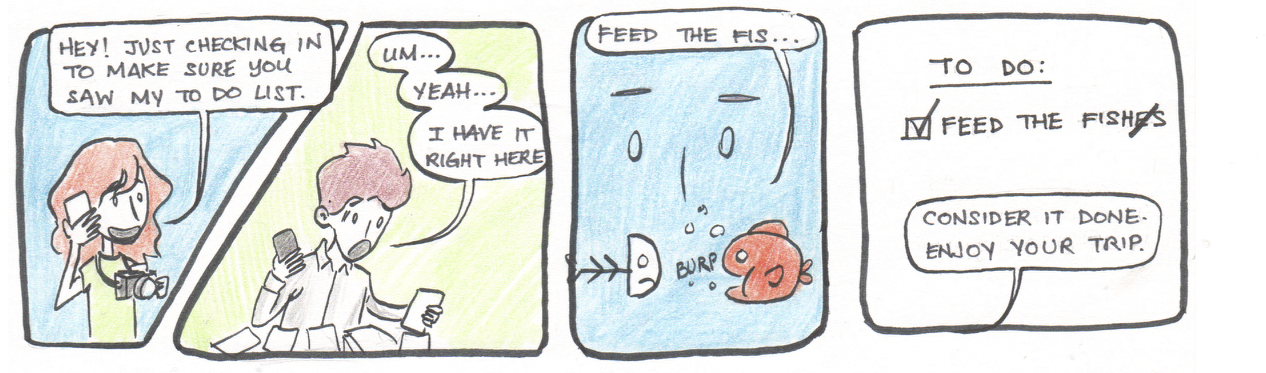 HEY! JUST CHECKING IN
TO MAKE SURE YOU
SAW MY TO DO LIST.
UM...
YEAH...
I HAVE IT
RIGHT HERE
FEED THE FIS...
BURP
TO DO:
FEED THE FISHES
CONSIDER IT DONE.
ENJOY YOUR TRIP.